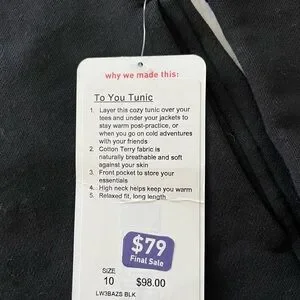 why we made this:
To You Tunic
1. Layer this cozy tunic over your
tees and under your jackets to
stay warm post-practice, or
when you go on cold adventures
with your friends
2. Cotton Terry fabric is
naturally breathable and soft
against your skin
3. Front pocket to store your
essentials
4. High neck helps keep you warm
5. Relaxed fit, long length
$79
Final Sale
SIZE
10 $98.00
LW3BAZS BLK